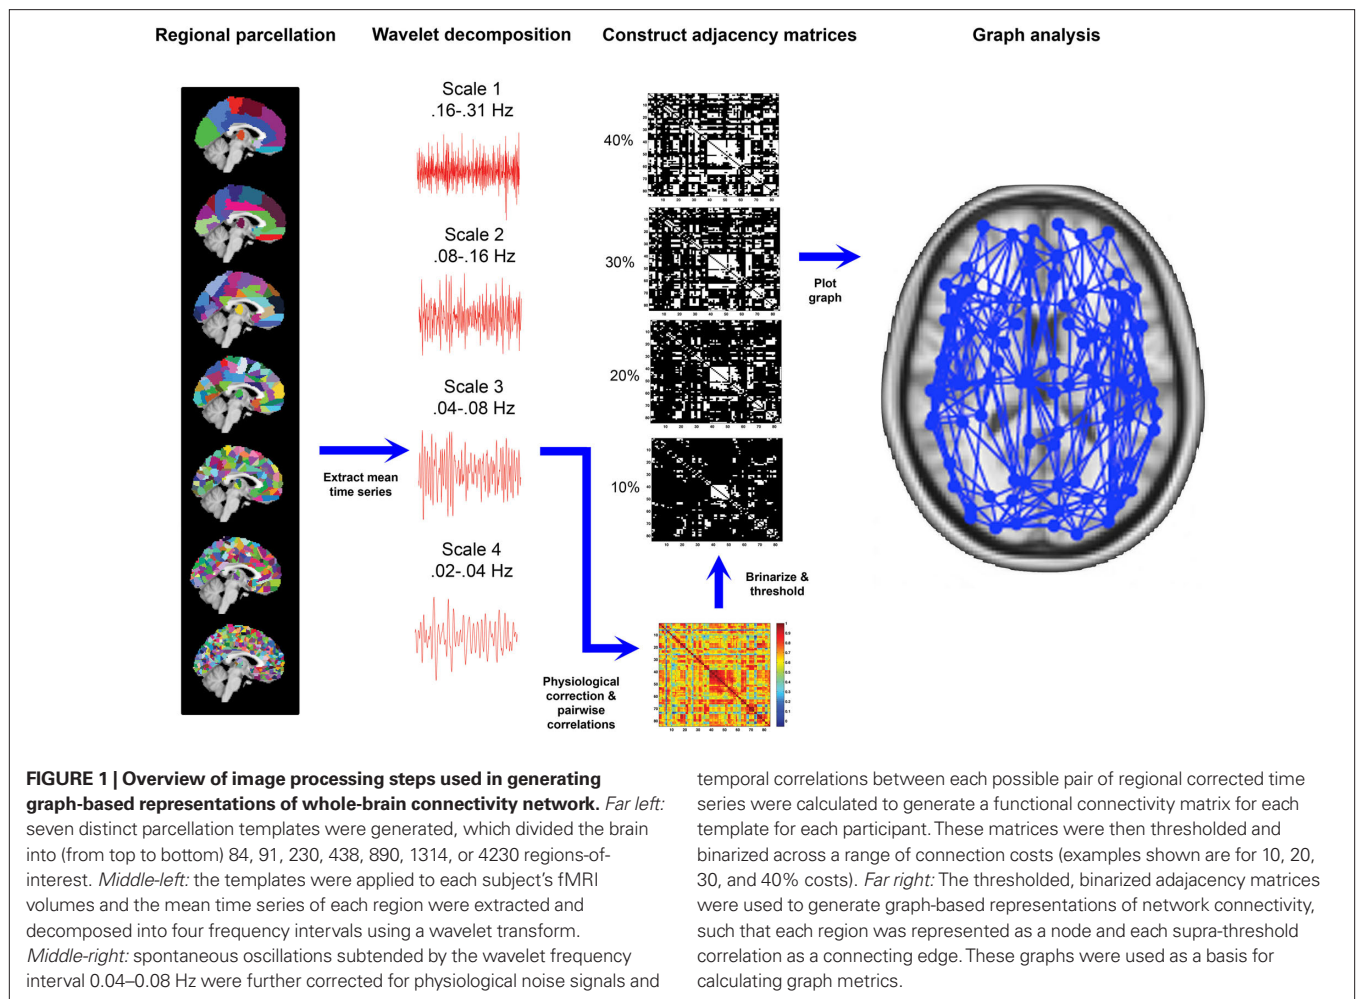 Regional parcellation
Wavelet decomposition
Construct adjacency matrices
Graph analysis
Scale 1
.16-.31 Hz
Scale 2
.08-.16 Hz
Scale 3
.04-.08 Hz
Scale 4
.02-.04 Hz
Extract mean
time series
Physiological
correction &
pairwise
correlations
40%
30%
20%
10%
Brinarize &
threshold
Plot
graph
FIGURE 1 | Overview of image processing steps used in generating
graph-based representations of whole-brain connectivity network. Far left:
seven distinct parcellation templates were generated, which divided the brain
into (from top to bottom) 84, 91, 230, 438, 890, 1314, or 4230 regions-of-
interest. Middle-left: the templates were applied to each subject's fMRI
volumes and the mean time series of each region were extracted and
decomposed into four frequency intervals using a wavelet transform.
Middle-right: spontaneous oscillations subtended by the wavelet frequency
interval 0.04–0.08 Hz were further corrected for physiological noise signals and
temporal correlations between each possible pair of regional corrected time
series were calculated to generate a functional connectivity matrix for each
template for each participant. These matrices were then thresholded and
binarized across a range of connection costs (examples shown are for 10, 20,
30, and 40% costs). Far right: The thresholded, binarized adajacency matrices
were used to generate graph-based representations of network connectivity,
such that each region was represented as a node and each supra-threshold
correlation as a connecting edge. These graphs were used as a basis for
calculating graph metrics.